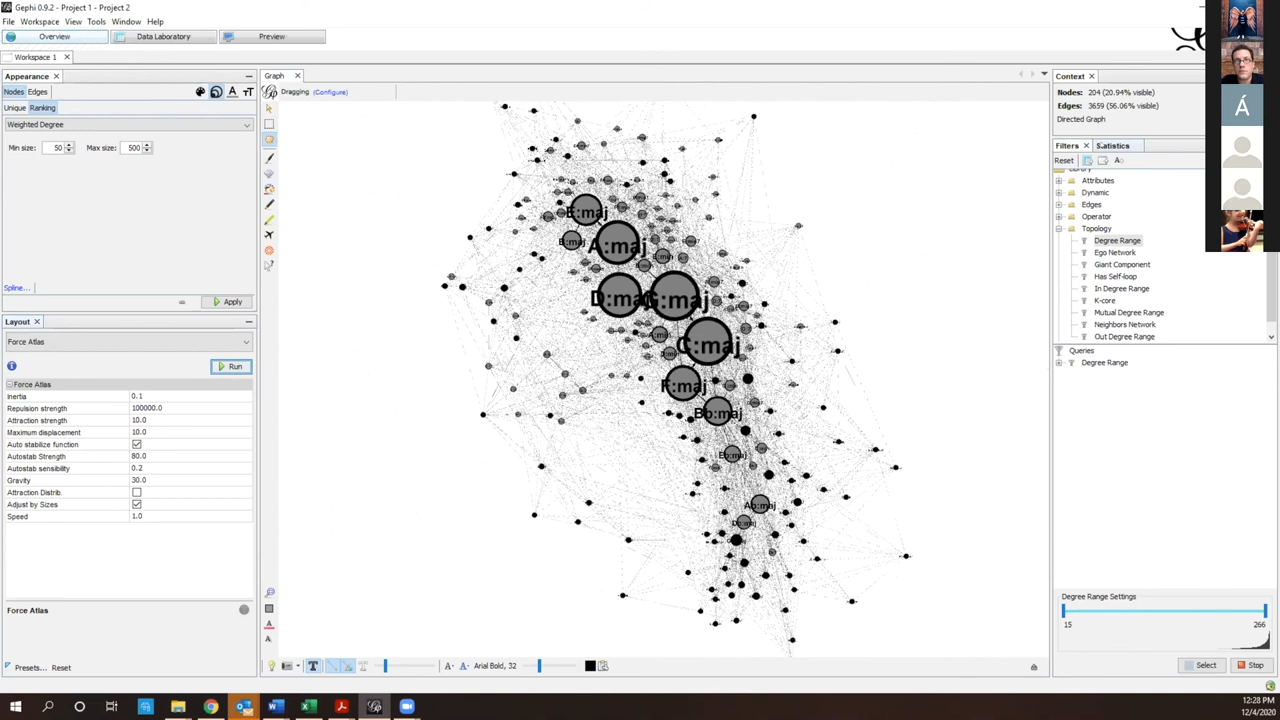 Gephi 0.9.2 - Project 1 - Project 2
File Workspace View Tools Window Help
Overview Data Laboratory Preview
Workspace 1
Appearance
Nodes Edges
Unique Ranking
Weighted Degree
Min size: 50 Max size: 500
Spline...
Apply
Layout
Force Atlas
Run
Force Atlas
Inertia 0.1
Repulsion strength 100000.0
Attraction strength 10.0
Maximum displacement 10.0
Auto stabilize function
Autostab Strength 80.0
Autostab sensibility 0.2
Gravity 30.0
Attraction Distrib.
Adjust by Sizes
Speed 1.0
Force Atlas
Presets... Reset
Graph
Dragging (Configure)
E:maj
B:maj
A:maj
D:maj
G:maj
C:maj
F:maj
Bb:maj
Eb:maj
Ab:maj
Db:maj
Arial Bold, 32
Context
Nodes: 204 (20.94% visible)
Edges: 3659 (56.06% visible)
Directed Graph
Filters Statistics
Reset
Library
Attributes
Dynamic
Edges
Operator
Topology
Degree Range
Ego Network
Giant Component
Has Self-loop
In Degree Range
K-core
Mutual Degree Range
Neighbors Network
Out Degree Range
Queries
Degree Range
Degree Range Settings
15 266
Select Stop
Á
12:28 PM
12/4/2020